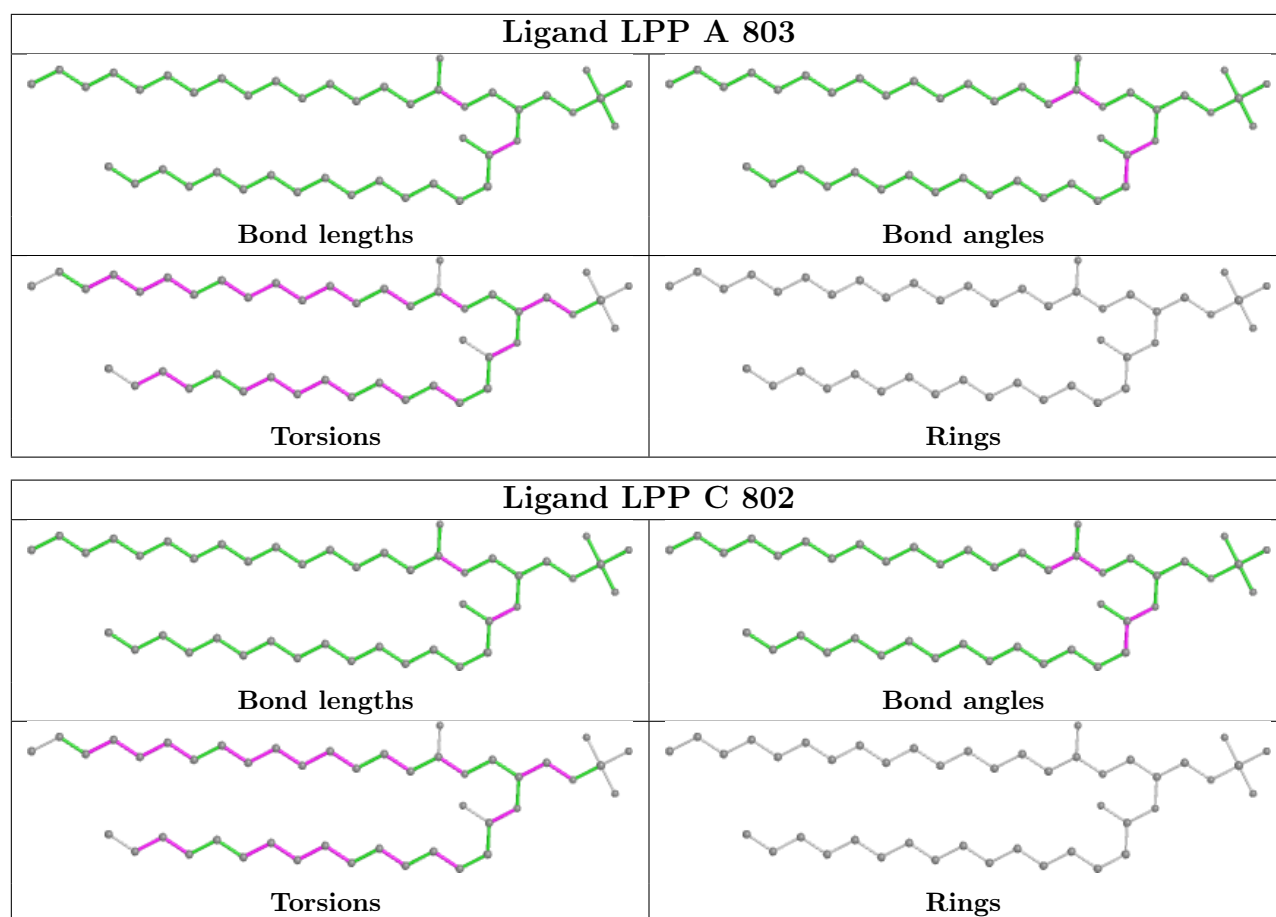 Ligand LPP A 803
Bond lengths
Bond angles
Torsions
Rings
Ligand LPP C 802
Bond lengths
Bond angles
Torsions
Rings